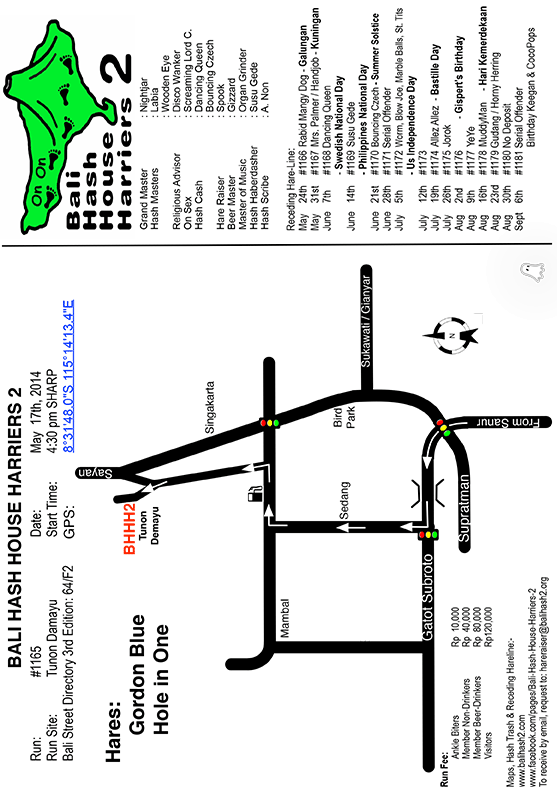 BALI HASH HOUSE HARRIERS 2
Run: #1165
Run Site: Tunon Damayu
Bali Street Directory 3rd Edition: 64/F2
Date: May 17th, 2014
Start Time: 4:30 pm SHARP
GPS: 8°31'48.0"S 115°14'13.4"E
Hares:
Gordon Blue
Hole in One
BHHH2
Tunon
Demayu
Sayan
Singakarta
Mambal
Sedang
Bird
Park
Sukawati / Gianyar
Gatot Subroto
Supratman
From Sanur
N
Run Fee:
Ankle Biters Rp 10,000
Member Non-Drinkers Rp 40,000
Member Beer-Drinkers Rp 80,000
Visitors Rp120,000
Maps, Hash Trash & Receding Hareline:-
www.balihash2.com
www.facebook.com/pages/Bali-Hash-House-Harriers-2
To receive by email, request to: hareraiser@balihash2.org
On On
Bali
Hash
House
Harriers 2
Grand Master : Nightjar
Hash Masters : Labia
: Wooden Eye
Religious Advisor : Disco Wanker
On Sex : Screaming Lord C.
Hash Cash : Dancing Queen
: Bouncing Czech
Hare Raiser : Spook
Beer Master : Gizzard
Master of Music : Organ Grinder
Hash Haberdasher : Susu Gede
Hash Scribe : A. Non
Receding Hare-Line:
May 24th #1166 Rabid Mangy Dog - Galungan
May 31st #1167 Mrs. Palmer / Handjob - Kuningan
June 7th #1168 Dancing Queen
- Swedish National Day
June 14th #1169 Susu Gede
- Philippines National Day
June 21st #1170 Bouncing Czech - Summer Solstice
June 28th #1171 Serial Offender
July 5th #1172 Worm, Blow Joe, Marble Balls, St. Tits
- Us Independence Day
July 12th #1173
July 19th #1174 Allez Allez - Bastille Day
July 26th #1175 Jorok
Aug 2nd #1176 - Gispert's Birthday
Aug 9th #1177 YeYe
Aug 16th #1178 MuddyMan - Hari Kemerdekaan
Aug 23rd #1179 Gudang / Horny Herring
Aug 30th #1180 No Deposit
Sept 6th #1181 Serial Offender
Birthday Keegan & CocoPops